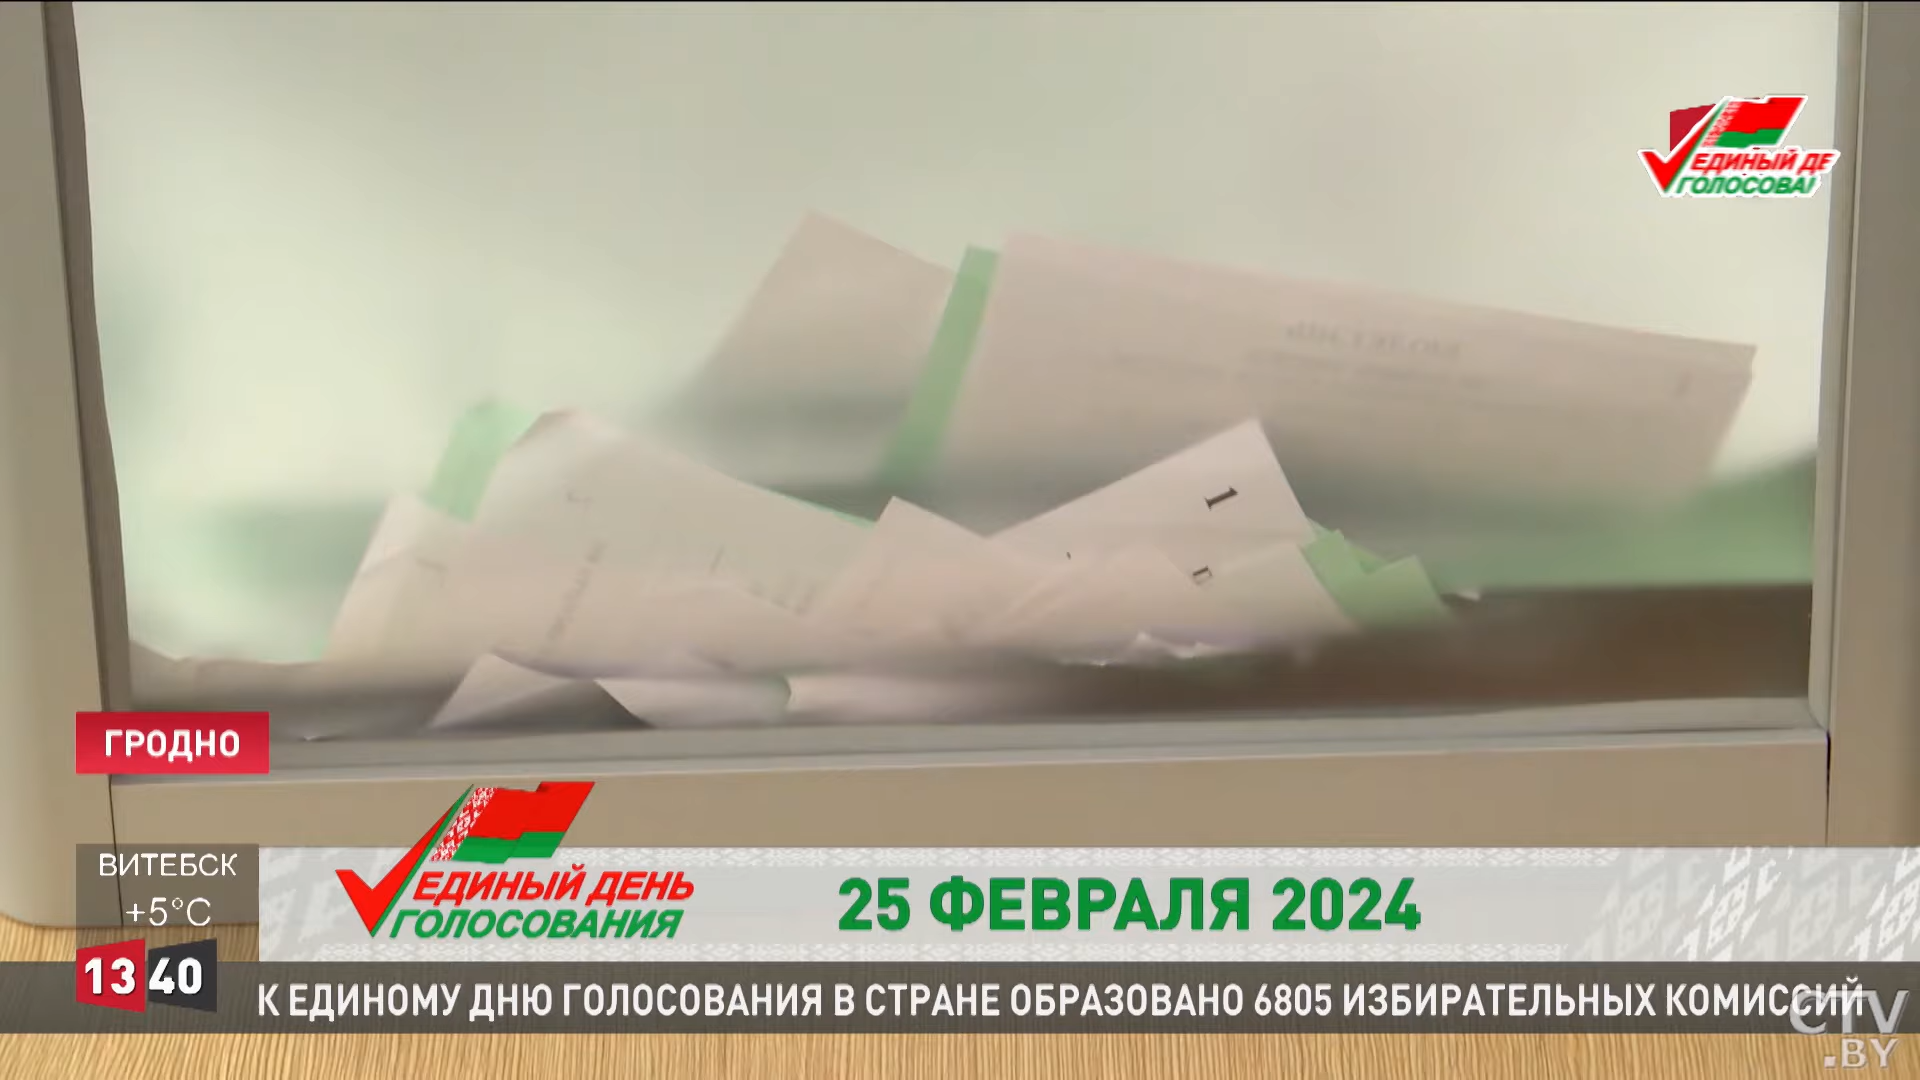 ЕДИНЫЙ ДЕ
ГОЛОСОВА
1
ГРОДНО
ЕДИНЫЙ ДЕНЬ
ГОЛОСОВАНИЯ
25 ФЕВРАЛЯ 2024
ВИТЕБСК
+5°C
13 40
К ЕДИНОМУ ДНЮ ГОЛОСОВАНИЯ В СТРАНЕ ОБРАЗОВАНО 6805 ИЗБИРАТЕЛЬНЫХ КОМИССИЙ
CTV
.BY